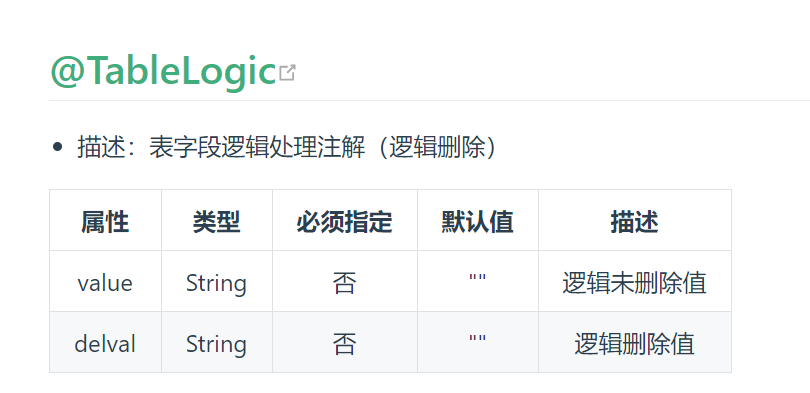 @TableLogic
描述：表字段逻辑处理注解（逻辑删除）
属性 类型 必须指定 默认值 描述
value String 否 "" 逻辑未删除值
delval String 否 "" 逻辑删除值